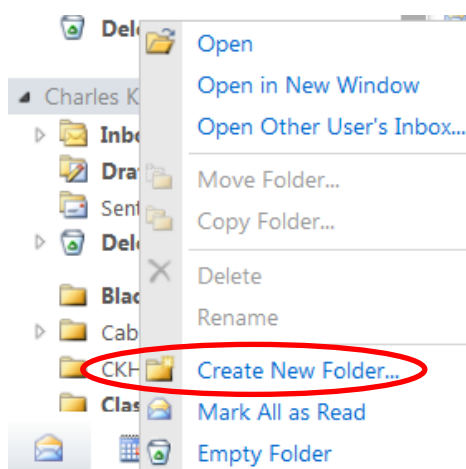 Dele
Open
Open in New Window
Charles K
Open Other User's Inbox...
Inbo
Dra
Move Folder...
Sent
Copy Folder...
Dele
Delete
Blac
Rename
Cab
CKH
Create New Folder...
Clas
Mark All as Read
Empty Folder